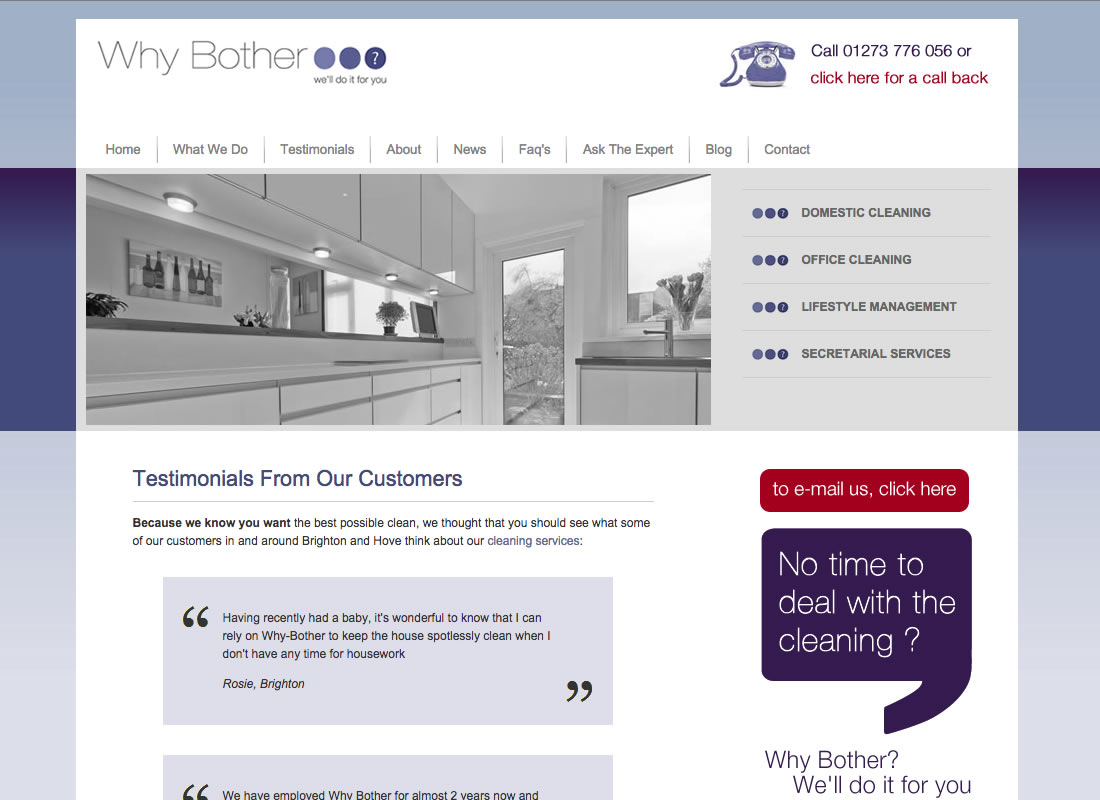 Why Bother ?
we'll do it for you
Call 01273 776 056 or
click here for a call back
Home
What We Do
Testimonials
About
News
Faq's
Ask The Expert
Blog
Contact
? DOMESTIC CLEANING
? OFFICE CLEANING
? LIFESTYLE MANAGEMENT
? SECRETARIAL SERVICES
Testimonials From Our Customers
Because we know you want the best possible clean, we thought that you should see what some
of our customers in and around Brighton and Hove think about our cleaning services:
“ Having recently had a baby, it's wonderful to know that I can
rely on Why-Bother to keep the house spotlessly clean when I
don't have any time for housework
Rosie, Brighton ”
“ We have employed Why Bother for almost 2 years now and
to e-mail us, click here
No time to
deal with the
cleaning ?
Why Bother?
We'll do it for you